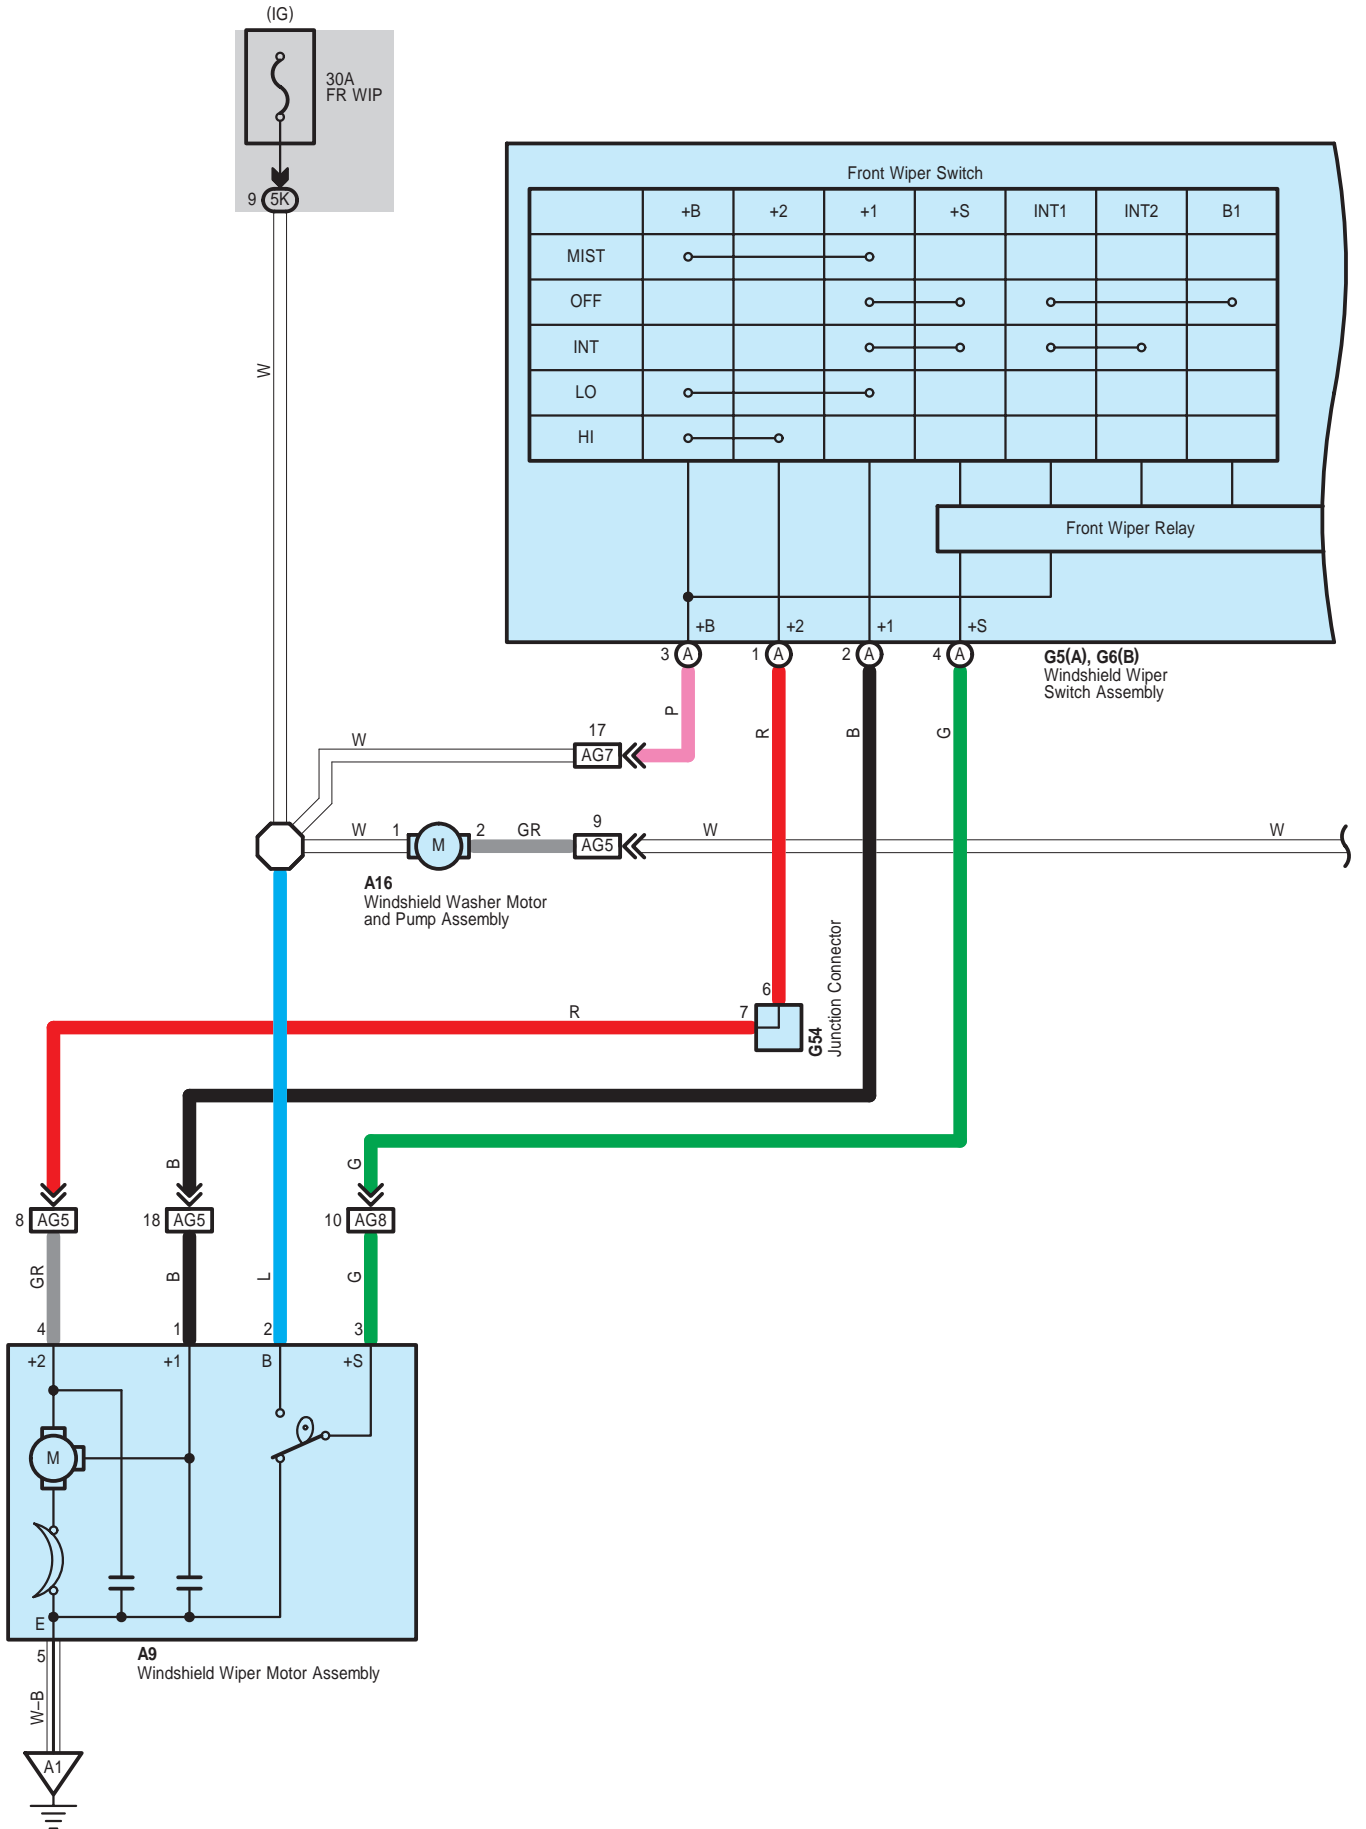 (IG)
30A
FR WIP
9 5K
W
Front Wiper Switch
+B +2 +1 +S INT1 INT2 B1
MIST
OFF
INT
LO
HI
Front Wiper Relay
+B +2 +1 +S
3 A 1 A 2 A 4 A
G5(A), G6(B)
Windshield Wiper
Switch Assembly
P R B G
W 17
AG7
W 1 M 2 GR 9
AG5
W W
A16
Windshield Washer Motor
and Pump Assembly
6
7
R
G54
Junction Connector
B G
8 AG5 18 AG5 10 AG8
GR B L G
4 1 2 3
+2 +1 B +S
M
E
5
A9
Windshield Wiper Motor Assembly
W–B
A1